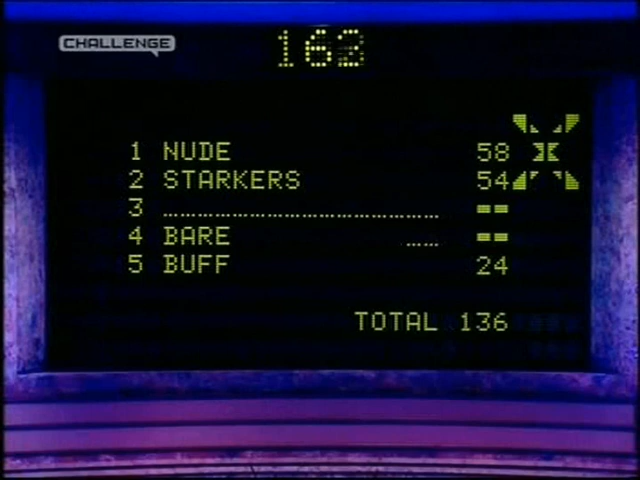 CHALLENGE
162
1 NUDE 58
2 STARKERS 54
3 ........................................ ==
4 BARE ...... ==
5 BUFF 24
TOTAL 136